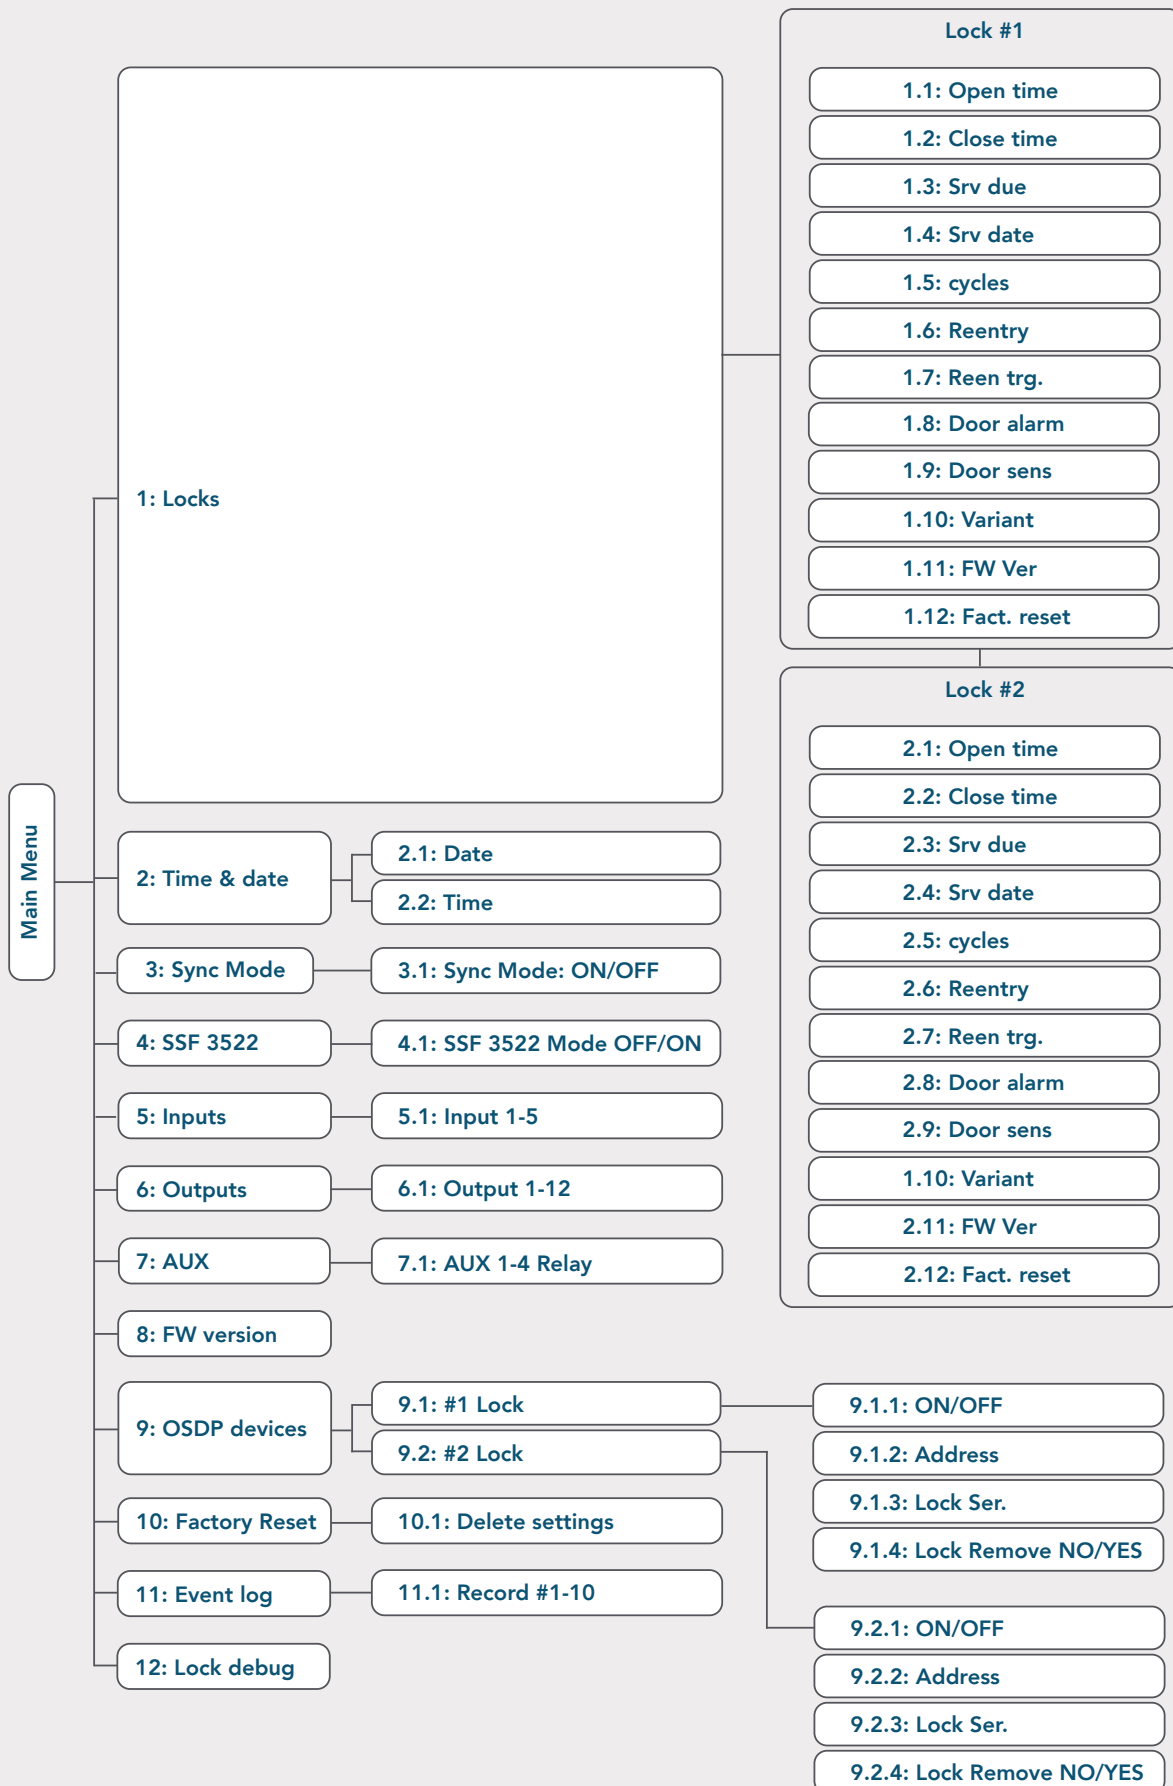 Main Menu
1: Locks
Lock #1
1.1: Open time
1.2: Close time
1.3: Srv due
1.4: Srv date
1.5: cycles
1.6: Reentry
1.7: Reen trg.
1.8: Door alarm
1.9: Door sens
1.10: Variant
1.11: FW Ver
1.12: Fact. reset
Lock #2
2.1: Open time
2.2: Close time
2.3: Srv due
2.4: Srv date
2.5: cycles
2.6: Reentry
2.7: Reen trg.
2.8: Door alarm
2.9: Door sens
1.10: Variant
2.11: FW Ver
2.12: Fact. reset
2: Time & date
2.1: Date
2.2: Time
3: Sync Mode
3.1: Sync Mode: ON/OFF
4: SSF 3522
4.1: SSF 3522 Mode OFF/ON
5: Inputs
5.1: Input 1-5
6: Outputs
6.1: Output 1-12
7: AUX
7.1: AUX 1-4 Relay
8: FW version
9: OSDP devices
9.1: #1 Lock
9.1.1: ON/OFF
9.1.2: Address
9.1.3: Lock Ser.
9.1.4: Lock Remove NO/YES
9.2: #2 Lock
9.2.1: ON/OFF
9.2.2: Address
9.2.3: Lock Ser.
9.2.4: Lock Remove NO/YES
10: Factory Reset
10.1: Delete settings
11: Event log
11.1: Record #1-10
12: Lock debug